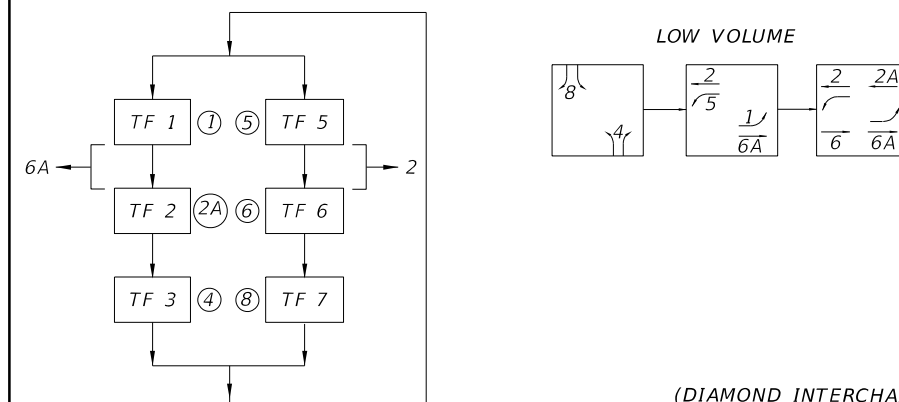 TF 1 1 5 TF 5
6A 2
TF 2 2A 6 TF 6
TF 3 4 8 TF 7
LOW VOLUME
8
4
2
5
1
6A
2 2A
6 6A
(DIAMOND INTERCHA